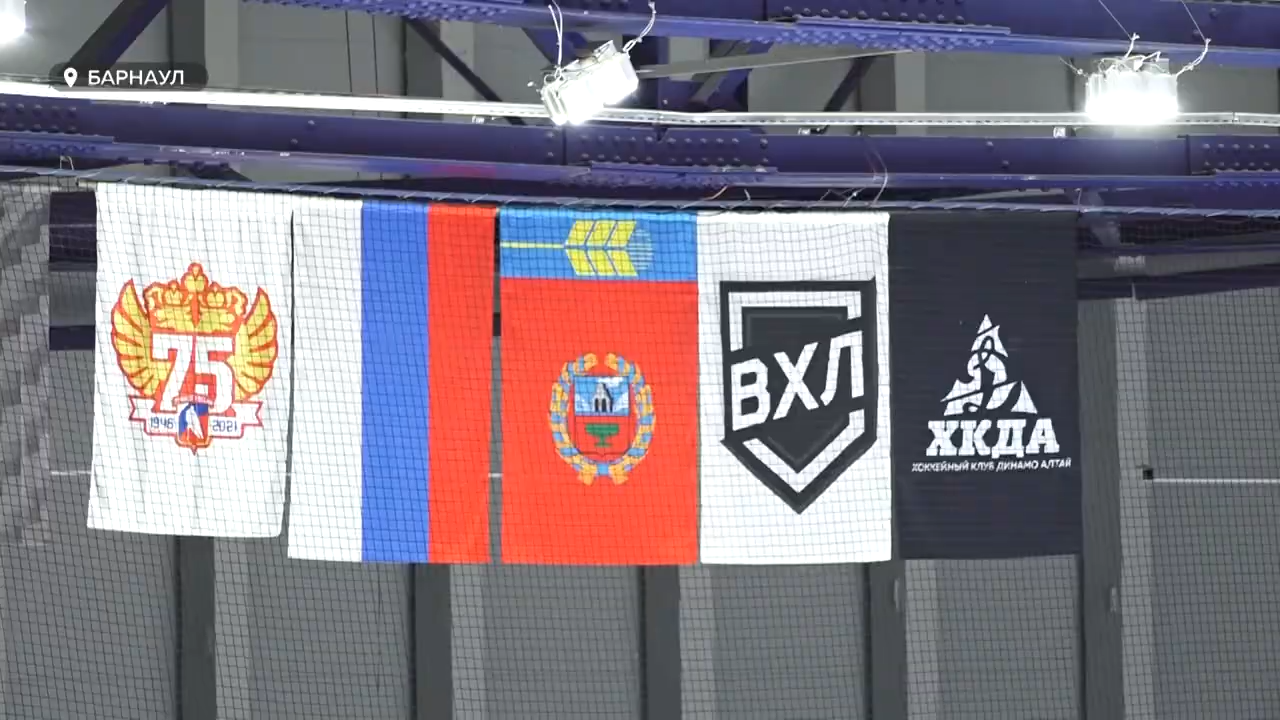 БАРНАУЛ
75
1946 2021
ВХЛ
ХКДА
ХОККЕЙНЫЙ КЛУБ ДИНАМО АЛТАЙ